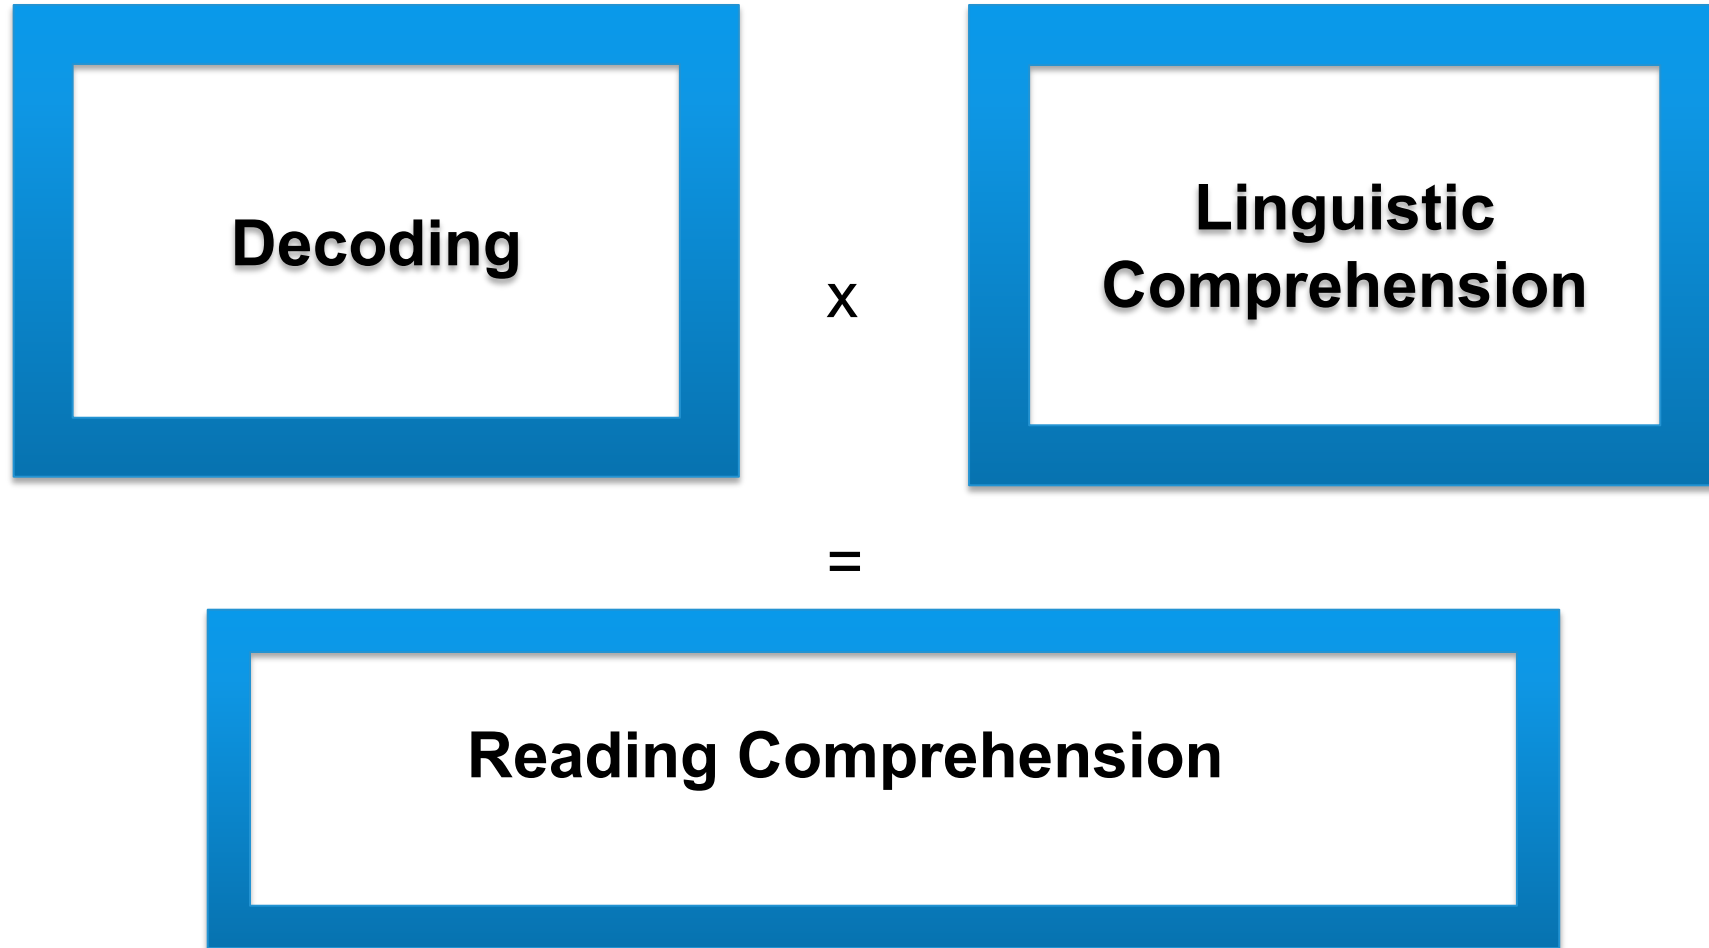 Decoding
x
Linguistic
Comprehension
=
Reading Comprehension